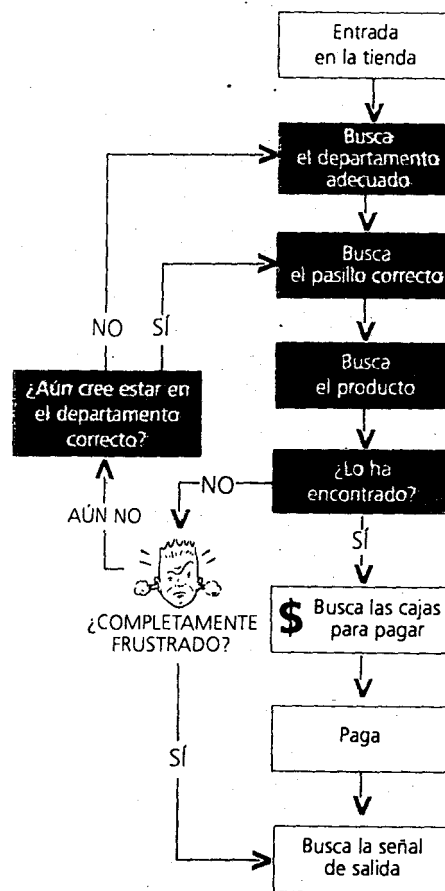 Entrada
en la tienda
Busca
el departamento
adecuado
Busca
el pasillo correcto
NO
SÍ
Busca
el producto
¿Aún cree estar en
el departamento
correcto?
¿Lo ha
encontrado?
NO
AÚN NO
SÍ
¿COMPLETAMENTE
FRUSTRADO?
$ Busca las cajas
para pagar
Paga
SÍ
Busca la señal
de salida